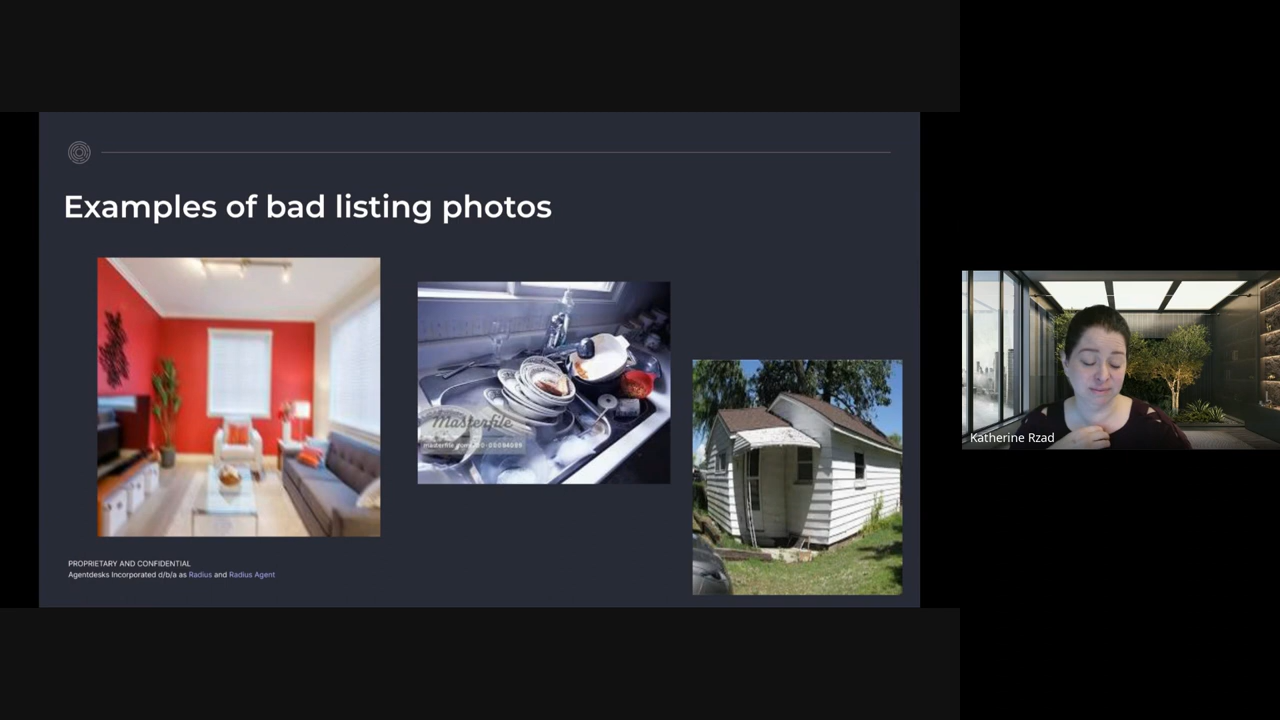 Examples of bad listing photos
Masterfile
PROPRIETARY AND CONFIDENTIAL
Agentdesks Incorporated d/b/a as Radius and Radius Agent
Katherine Rzad